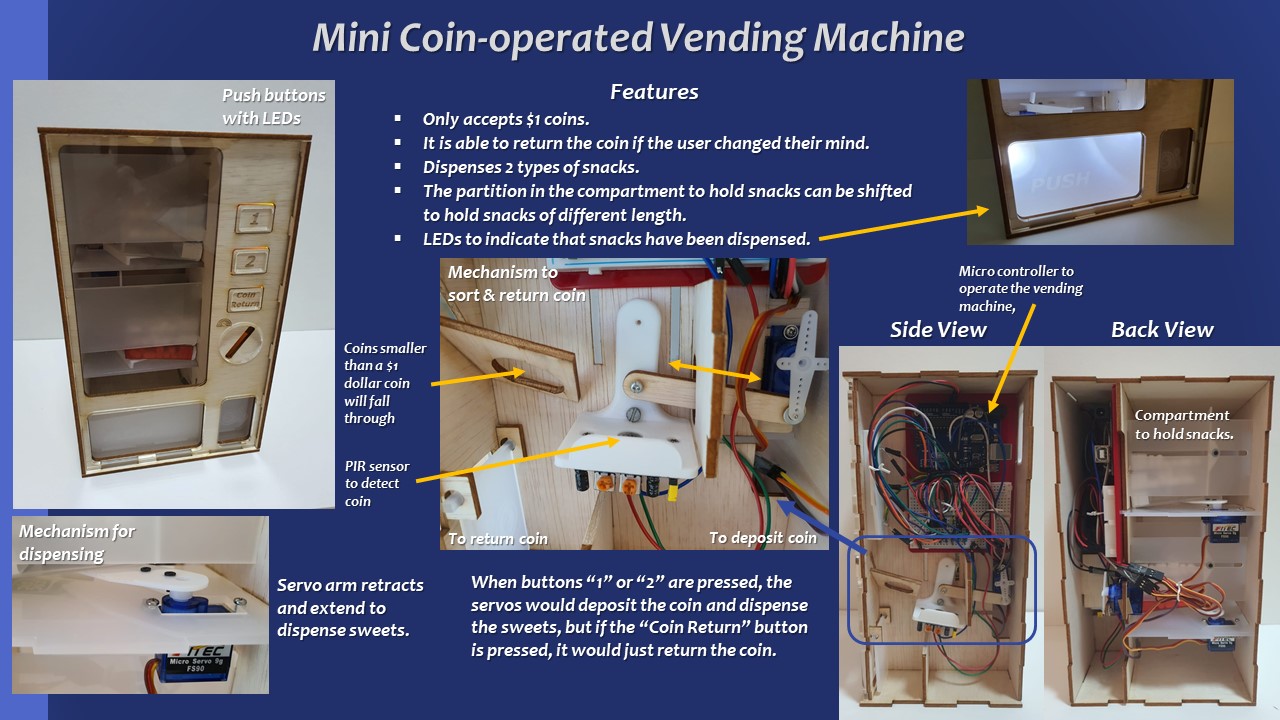 Mini Coin-operated Vending Machine
Push buttons
with LEDs
1
2
Coin
Return
Features
Only accepts $1 coins.
It is able to return the coin if the user changed their mind.
Dispenses 2 types of snacks.
The partition in the compartment to hold snacks can be shifted
to hold snacks of different length.
LEDs to indicate that snacks have been dispensed.
PUSH
Mechanism to
sort & return coin
Coins smaller
than a $1
dollar coin
will fall
through
PIR sensor
to detect
coin
To return coin
To deposit coin
Micro controller to
operate the vending
machine,
Side View
Back View
Compartment
to hold snacks.
Mechanism for
dispensing
ITEC
Micro Servo 9g
FS90
Servo arm retracts
and extend to
dispense sweets.
When buttons “1” or “2” are pressed, the
servos would deposit the coin and dispense
the sweets, but if the “Coin Return” button
is pressed, it would just return the coin.